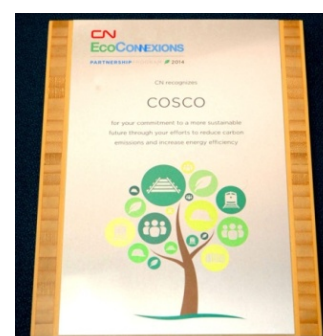 CN
ECOCONNEXIONS
PARTNERSHIP 2014
CN recognizes
COSCO
for your commitment to a more sustainable
future through your efforts to reduce carbon
emissions and increase energy efficiency